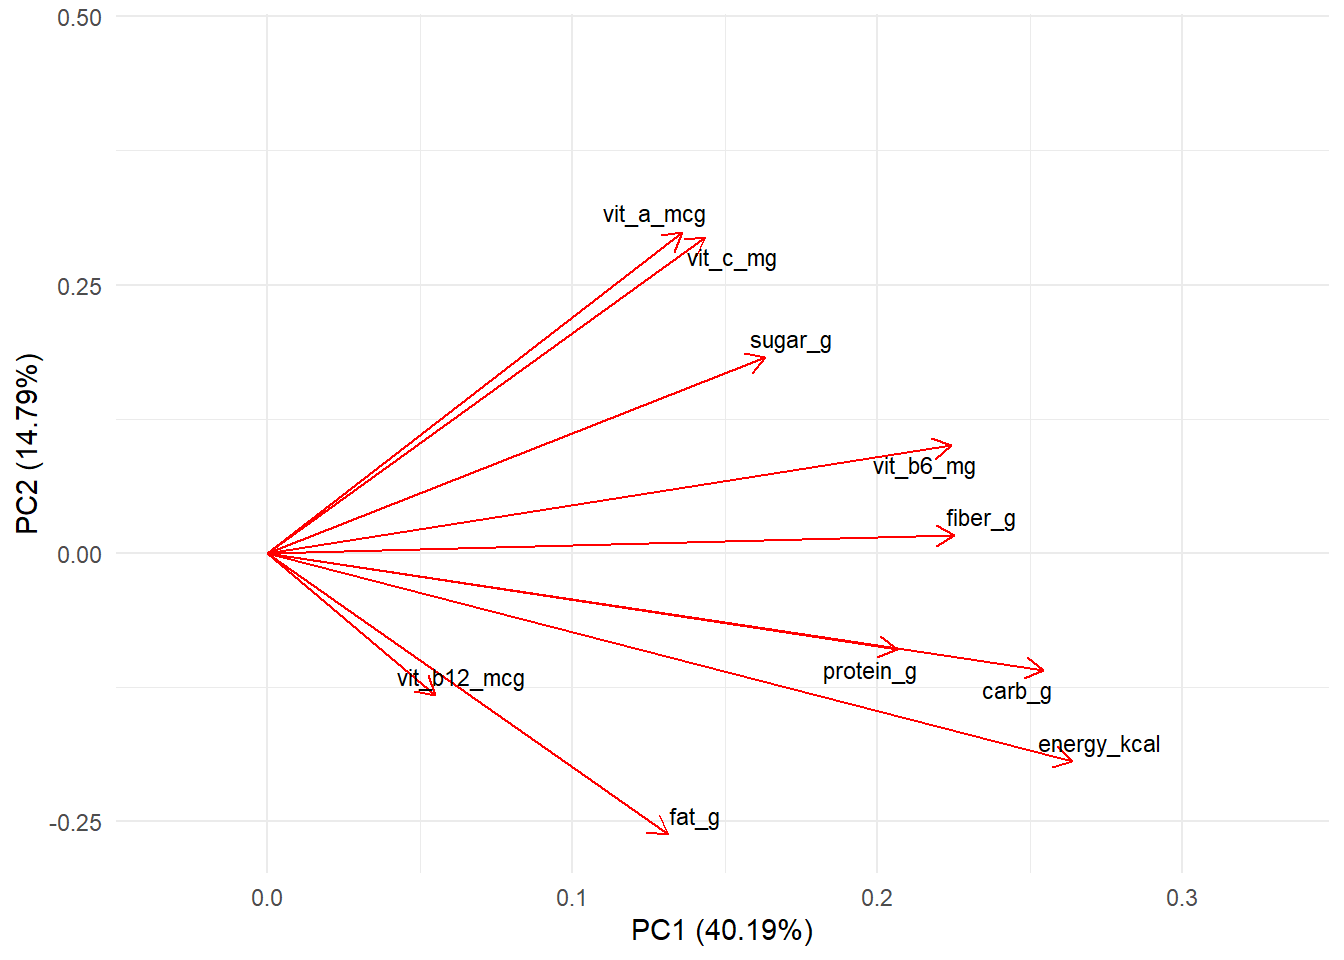 0.50
vit_a_mcg
vit_c_mg
0.25
sugar_g
PC2 (14.79%)
vit_b6_mg
fiber_g
0.00
protein_g
vit_b12_mcg
carb_g
energy_kcal
fat_g
-0.25
0.0 0.1 0.2 0.3
PC1 (40.19%)